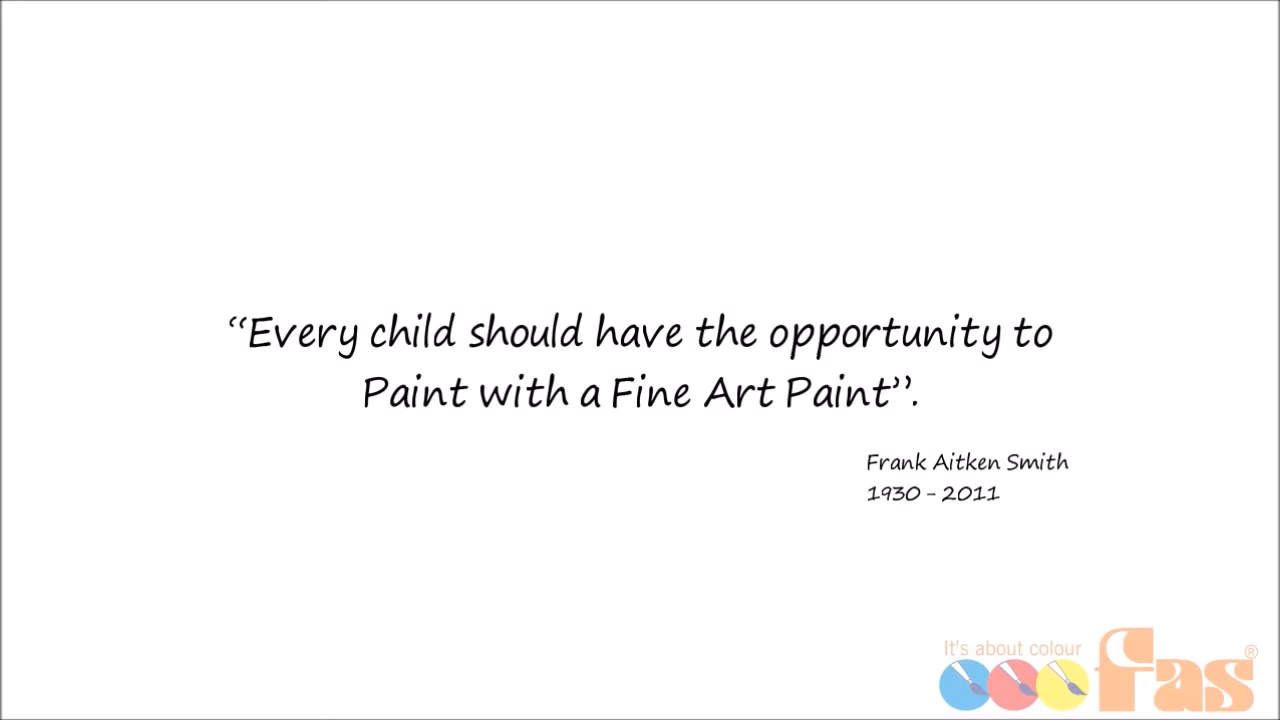 “Every child should have the opportunity to
Paint with a Fine Art Paint”.
Frank Aitken Smith
1930 - 2011
It's about colour
fas®